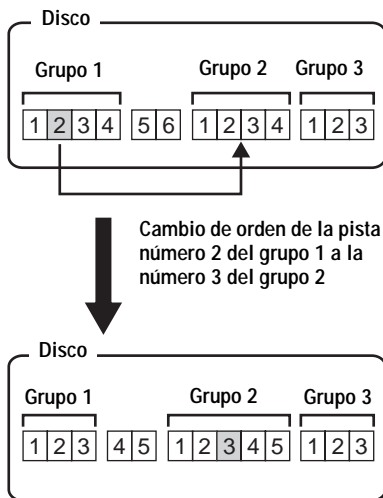 Disco
Grupo 1 Grupo 2 Grupo 3
1 2 3 4 5 6 1 2 3 4 1 2 3
Cambio de orden de la pista
número 2 del grupo 1 a la
número 3 del grupo 2
Disco
Grupo 1 Grupo 2 Grupo 3
1 2 3 4 5 1 2 3 4 5 1 2 3